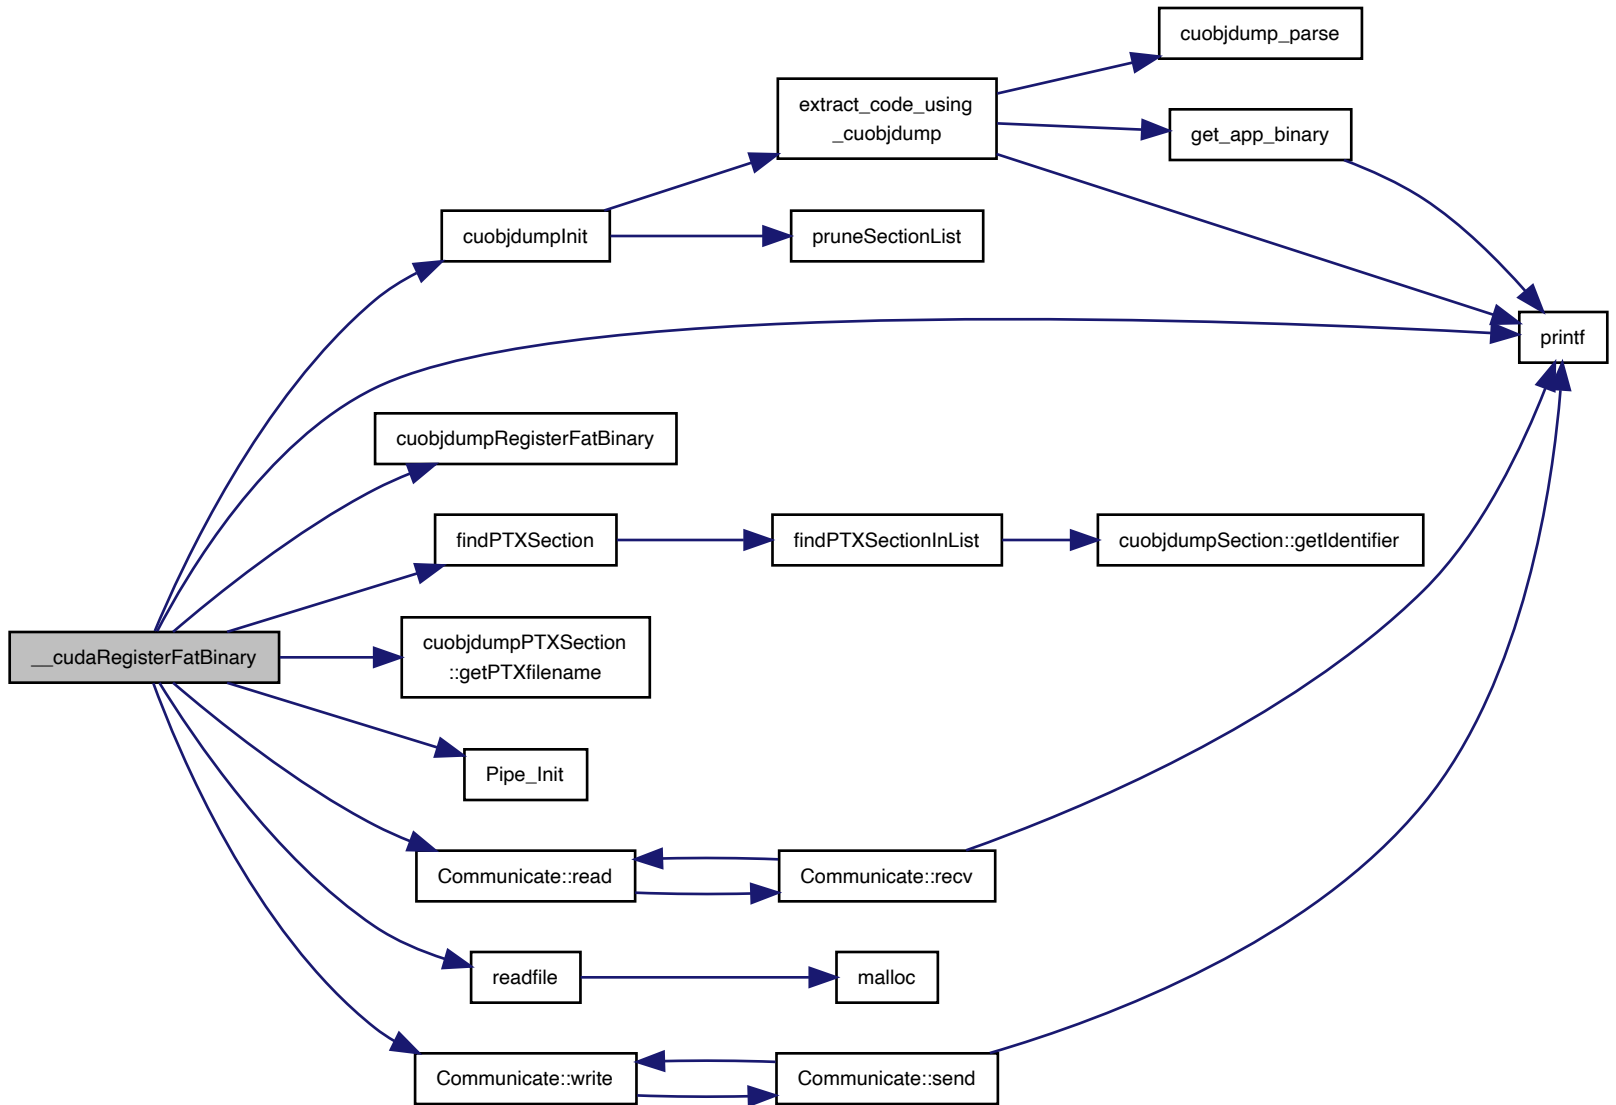 cuobjdump_parse
extract_code_using
_cuobjdump
get_app_binary
cuobjdumpInit
pruneSectionList
printf
cuobjdumpRegisterFatBinary
findPTXSection
findPTXSectionInList
cuobjdumpSection::getIdentifier
__cudaRegisterFatBinary
cuobjdumpPTXSection
::getPTXfilename
Pipe_Init
Communicate::read
Communicate::recv
readfile
malloc
Communicate::write
Communicate::send